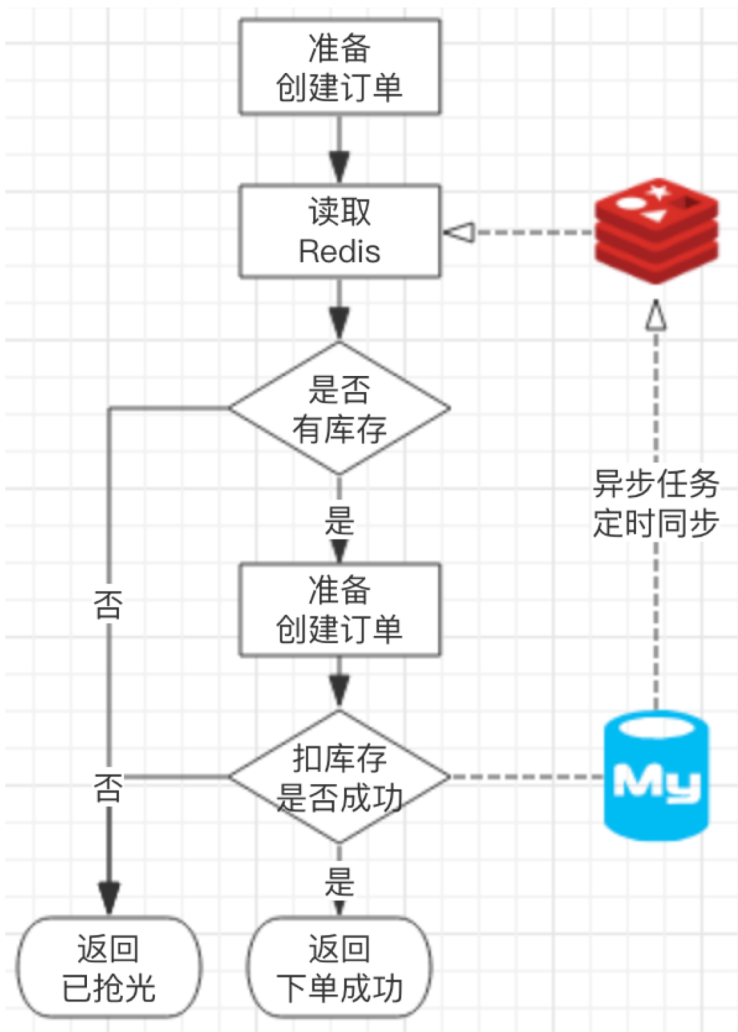 准备
创建订单
读取
Redis
是否
有库存
异步任务
定时同步
是
否
准备
创建订单
扣库存
是否成功
My
否
是
返回
已抢光
返回
下单成功